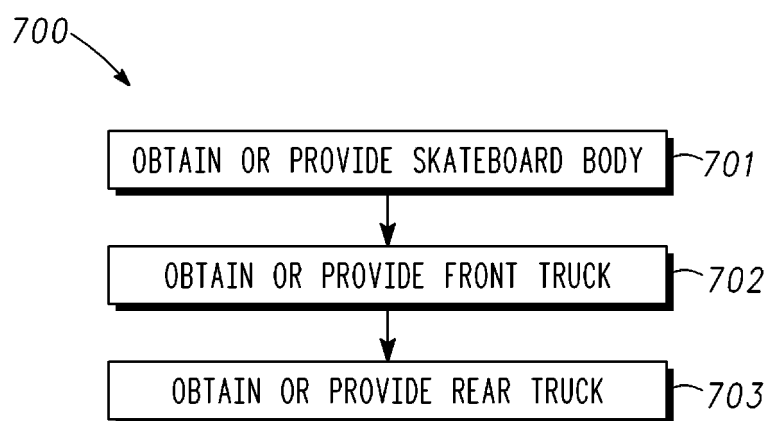 700
OBTAIN OR PROVIDE SKATEBOARD BODY
701
OBTAIN OR PROVIDE FRONT TRUCK
702
OBTAIN OR PROVIDE REAR TRUCK
703